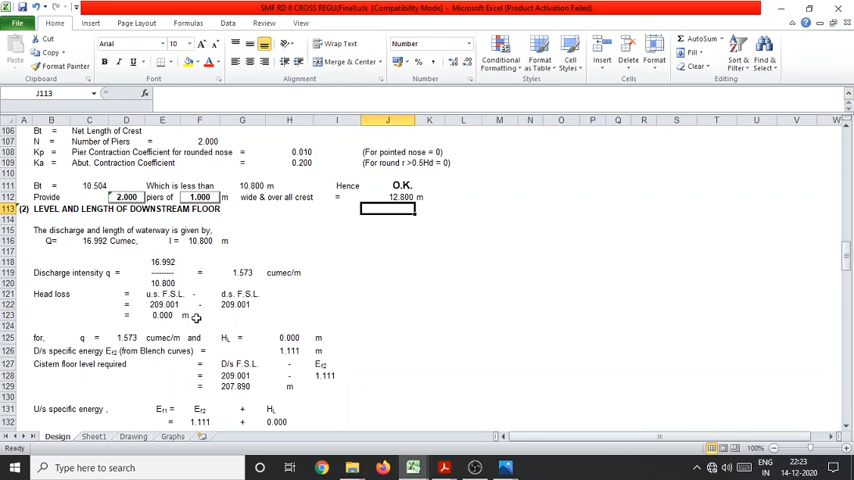 SMF RD 8 CROSS REGU(Final).xls [Compatibility Mode] - Microsoft Excel (Product Activation Failed)
File Home Insert Page Layout Formulas Data Review View
Cut
Copy
Format Painter
Paste
Clipboard
Arial 10
Font
Wrap Text
Merge & Center
Alignment
Number
Number
Conditional Formatting
Format as Table
Cell Styles
Styles
Insert Delete Format
Cells
AutoSum
Fill
Clear
Sort & Filter
Find & Select
Editing
J113 fx
A B C D E F G H I J K L M N O P Q R S T U V W
106 Bt = Net Length of Crest
107 N = Number of Piers 2.000
108 Kp = Pier Contraction Coefficient for rounded nose = 0.010 (For pointed nose = 0)
109 Ka = Abut. Contraction Coefficient = 0.200 (For round r >0.5Hd = 0)
111 Bt = 10.504 Which is less than 10.800 m Hence O.K.
112 Provide 2.000 piers of 1.000 m wide & over all crest = 12.800 m
113 (2) LEVEL AND LENGTH OF DOWNSTREAM FLOOR
114
115 The discharge and length of waterway is given by,
116 Q= 16.992 Cumec, l = 10.800 m
117
118 16.992
119 Discharge intensity q = --------- = 1.573 cumec/m
120 10.800
121 Head loss = u.s. F.S.L. - d.s. F.S.L.
122 = 209.001 - 209.001
123 = 0.000 m
124
125 for, q = 1.573 cumec/m and HL = 0.000 m
126 D/s specific energy Ef2 (from Blench curves) = 1.111 m
127 Cistern floor level required = D/s F.S.L. - Ef2
128 = 209.001 - 1.111
129 = 207.890 m
130
131 U/s specific energy , Ef1 = Ef2 + HL
132 = 1.111 + 0.000
Design Sheet1 Drawing Graphs
Ready 100%
Type here to search
ENG
IN
22:23
14-12-2020